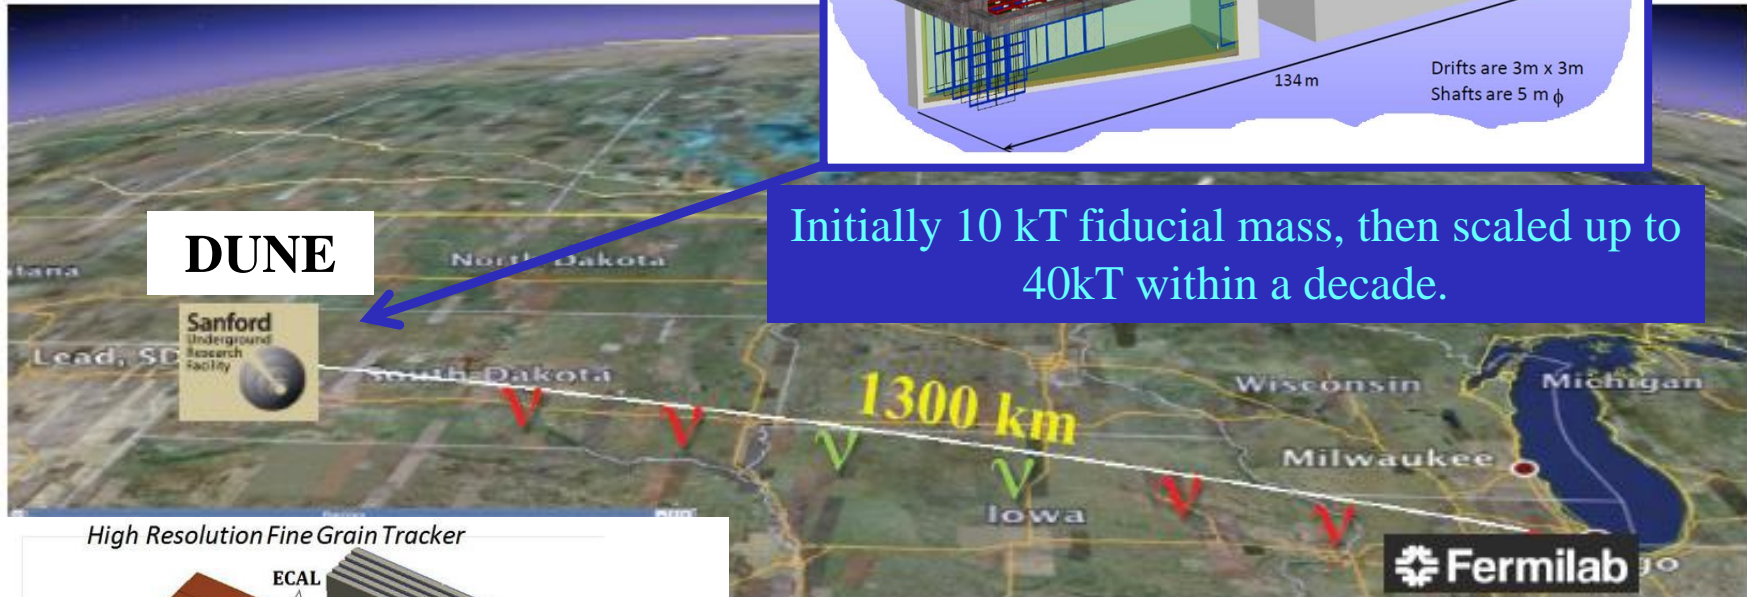 134 m
Drifts are 3m x 3m
Shafts are 5 m ϕ
Initially 10 kT fiducial mass, then scaled up to
40kT within a decade.
DUNE
North Dakota
tana
Sanford
Underground
Research
Facility
Lead, SD
South Dakota
Wisconsin
Michigan
1300 km
ν
ν
ν
ν
ν
ν
Milwaukee
Iowa
Fermilab
go
High Resolution Fine Grain Tracker
ECAL